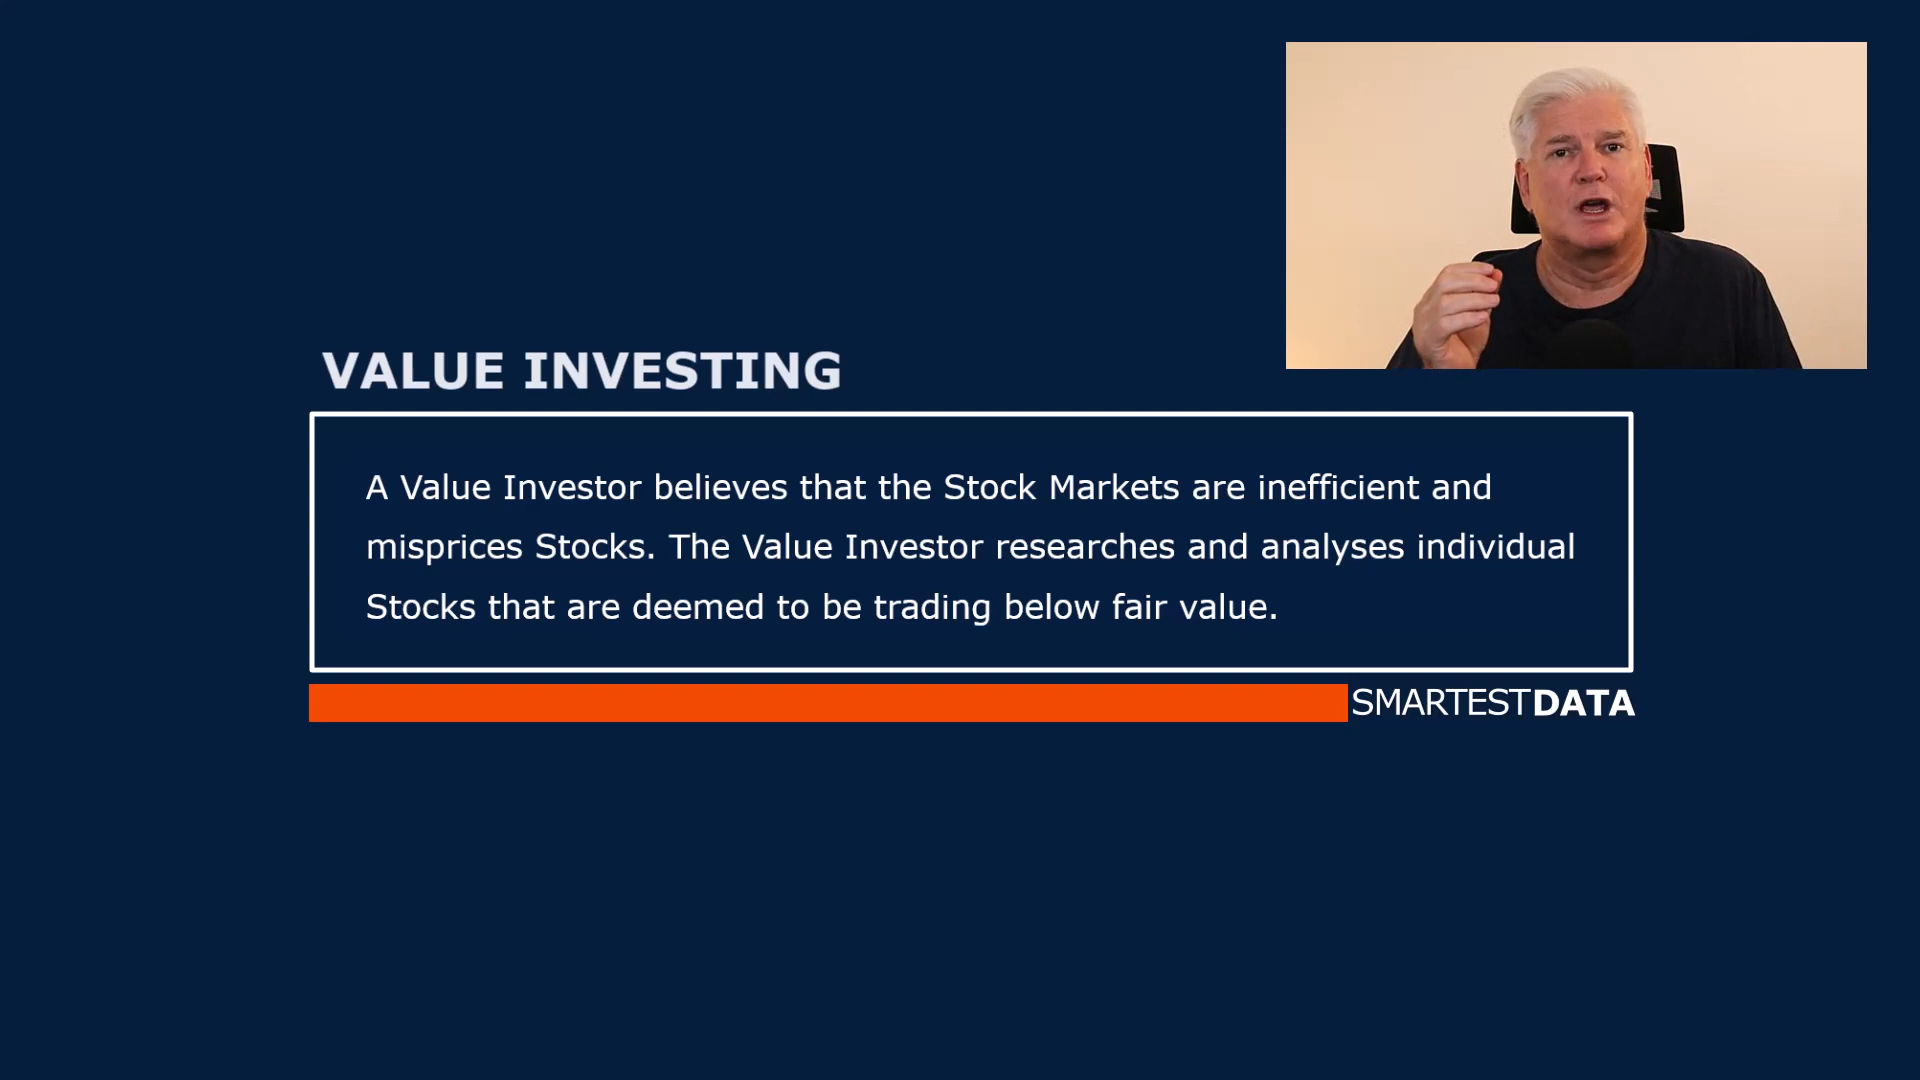 VALUE INVESTING
A Value Investor believes that the Stock Markets are inefficient and
misprices Stocks. The Value Investor researches and analyses individual
Stocks that are deemed to be trading below fair value.
SMARTESTDATA